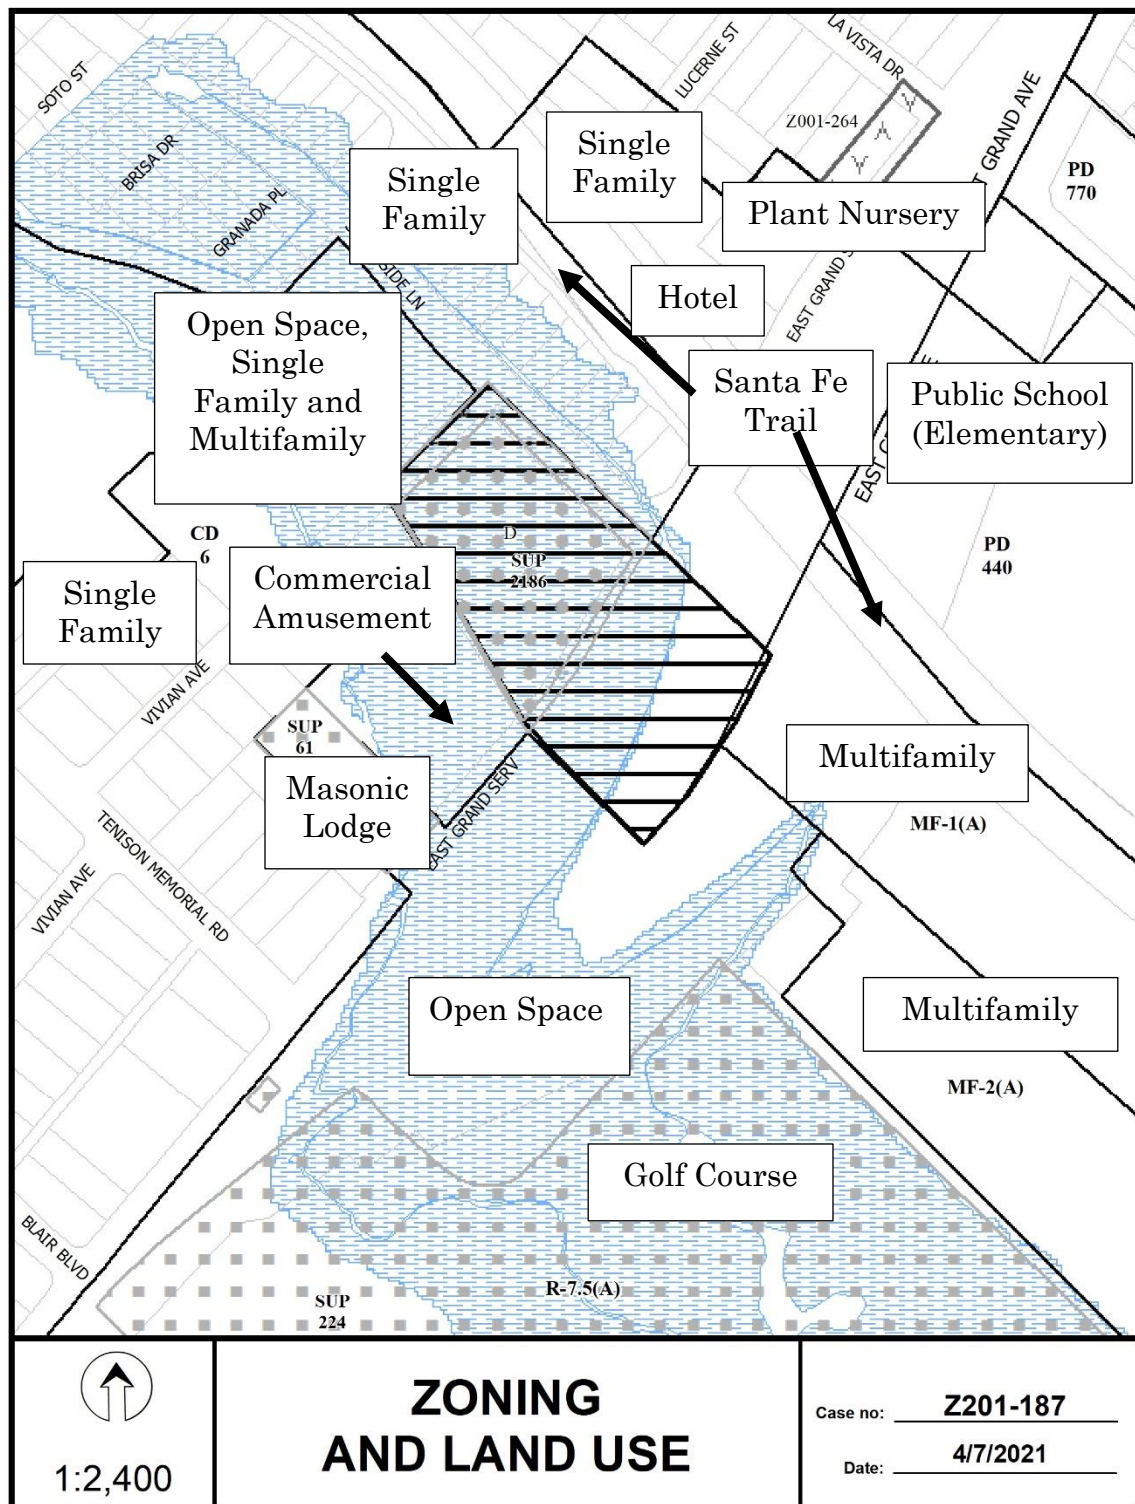 SOTO ST
BRISA DR
GRANADA PL
SIDE LN
LUCERNE ST
LA VISTA DR
Z001-264
EAST GRAND AVE
PD
770
Single
Family
Single
Family
Plant Nursery
EAST GRAND
Hotel
Open Space,
Single
Family and
Multifamily
Santa Fe
Trail
Public School
(Elementary)
CD
6
D
SUP
2186
PD
440
Single
Family
Commercial
Amusement
VIVIAN AVE
SUP
61
Masonic
Lodge
EAST GRAND SERV
Multifamily
MF-1(A)
TENISON MEMORIAL RD
VIVIAN AVE
Open Space
Multifamily
MF-2(A)
Golf Course
BLAIR BLVD
SUP
224
R-7.5(A)
1:2,400
ZONING
AND LAND USE
Case no: Z201-187
Date: 4/7/2021